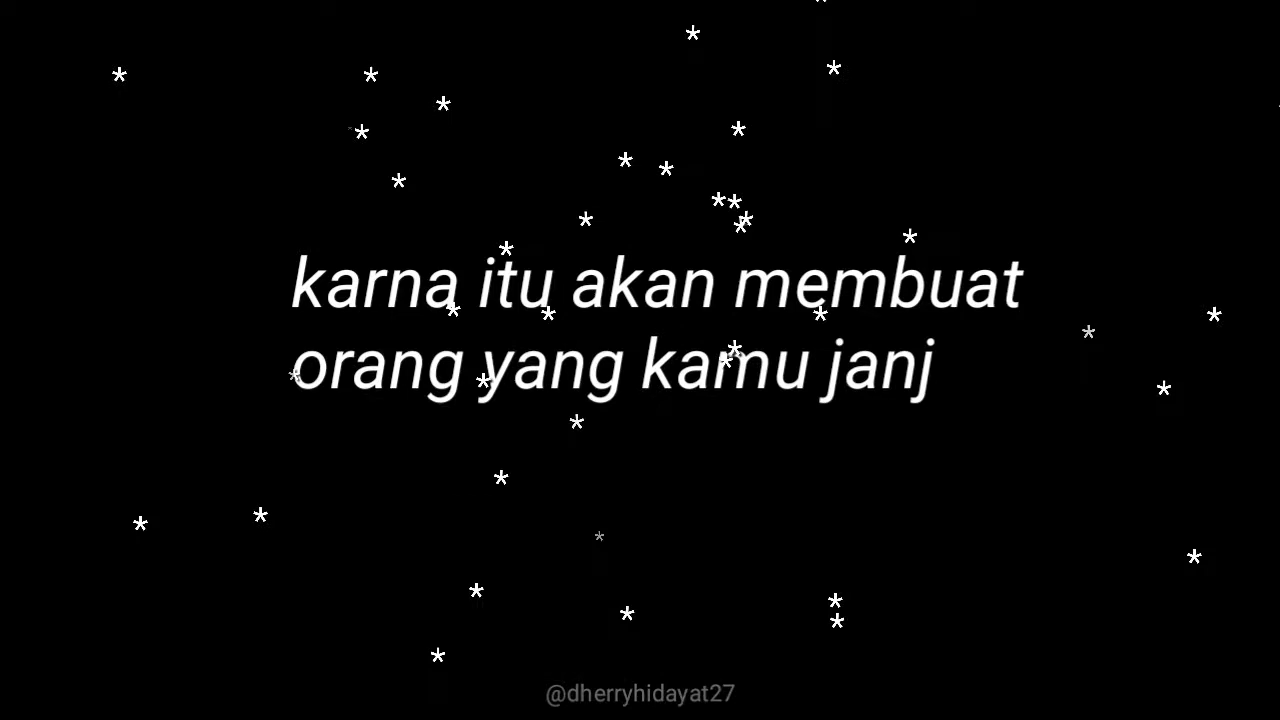 karna itu akan membuat
orang yang kamu janj
@dherryhidayat27